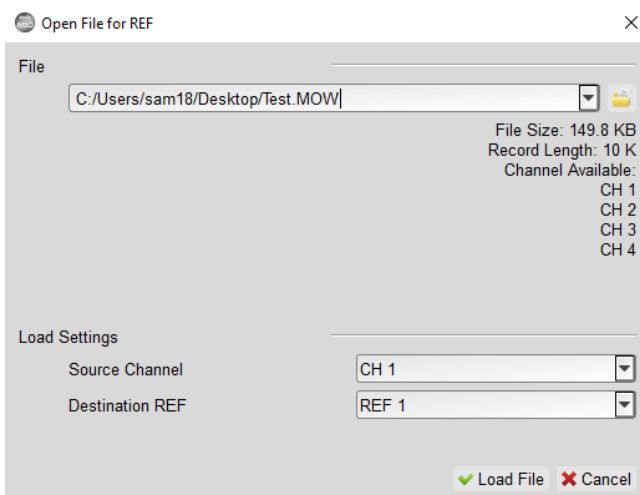 Open File for REF
File
C:/Users/sam18/Desktop/Test.MOW
File Size: 149.8 KB
Record Length: 10 K
Channel Available:
CH 1
CH 2
CH 3
CH 4
Load Settings
Source Channel CH 1
Destination REF REF 1
Load File Cancel